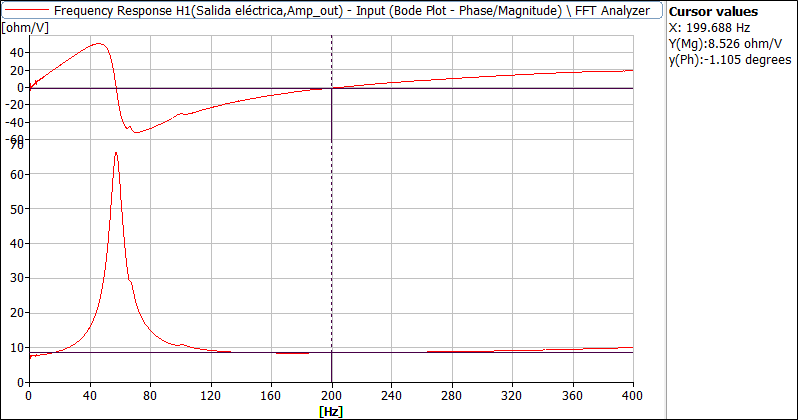 Frequency Response H1(Salida eléctrica,Amp_out) - Input (Bode Plot - Phase/Magnitude) \ FFT Analyzer
[ohm/V]
40
20
0
-20
-40
-60
70
60
50
40
30
20
10
0
0 40 80 120 160 200 240 280 320 360 400
[Hz]
Cursor values
X: 199.688 Hz
Y(Mg):8.526 ohm/V
y(Ph):-1.105 degrees